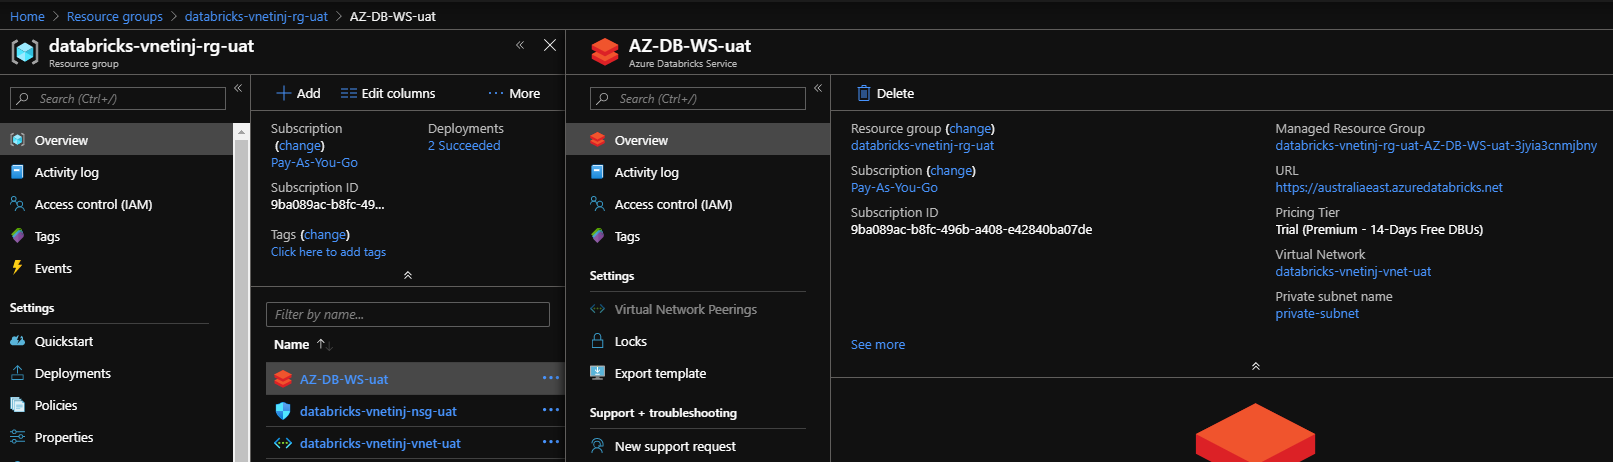 Home > Resource groups > databricks-vnetinj-rg-uat > AZ-DB-WS-uat
databricks-vnetinj-rg-uat
Resource group
Search (Ctrl+/)
Overview
Activity log
Access control (IAM)
Tags
Events
Settings
Quickstart
Deployments
Policies
Properties
Add
Edit columns
More
Subscription
(change)
Pay-As-You-Go
Deployments
2 Succeeded
Subscription ID
9ba089ac-b8fc-49...
Tags (change)
Click here to add tags
Filter by name...
Name
AZ-DB-WS-uat
databricks-vnetinj-nsg-uat
databricks-vnetinj-vnet-uat
AZ-DB-WS-uat
Azure Databricks Service
Search (Ctrl+/)
Overview
Activity log
Access control (IAM)
Tags
Settings
Virtual Network Peerings
Locks
Export template
Support + troubleshooting
New support request
Delete
Resource group (change)
databricks-vnetinj-rg-uat
Subscription (change)
Pay-As-You-Go
Subscription ID
9ba089ac-b8fc-496b-a408-e42840ba07de
See more
Managed Resource Group
databricks-vnetinj-rg-uat-AZ-DB-WS-uat-3jyia3cnmjbny
URL
https://australiaeast.azuredatabricks.net
Pricing Tier
Trial (Premium - 14-Days Free DBUs)
Virtual Network
databricks-vnetinj-vnet-uat
Private subnet name
private-subnet